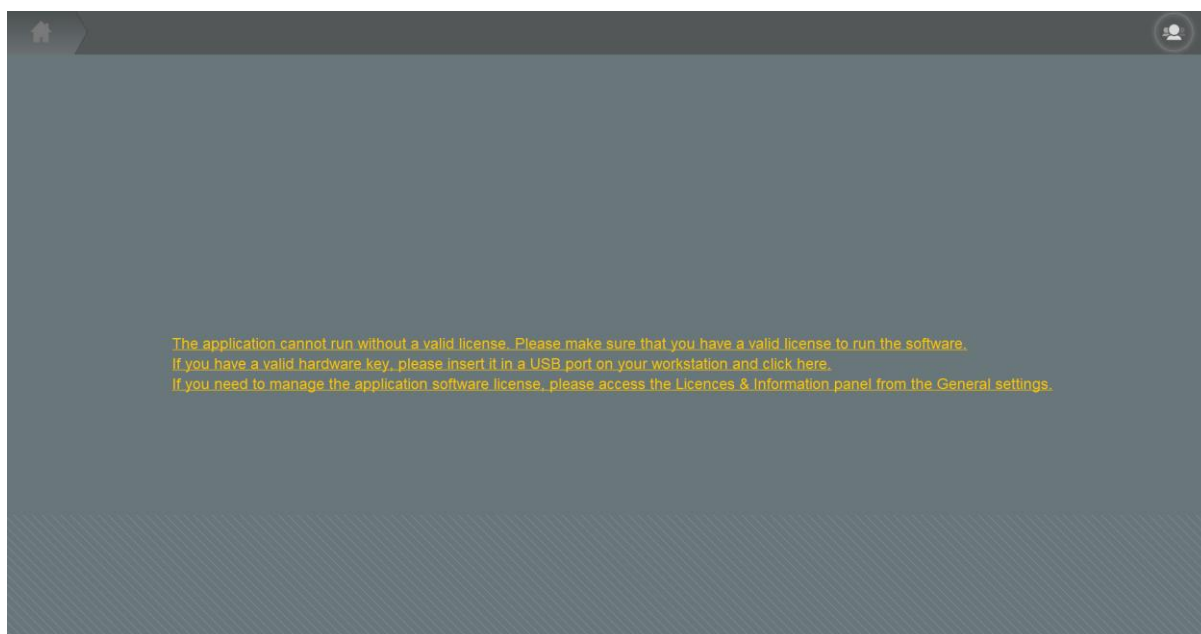 The application cannot run without a valid license. Please make sure that you have a valid license to run the software.
If you have a valid hardware key, please insert it in a USB port on your workstation and click here.
If you need to manage the application software license, please access the Licences & Information panel from the General settings.